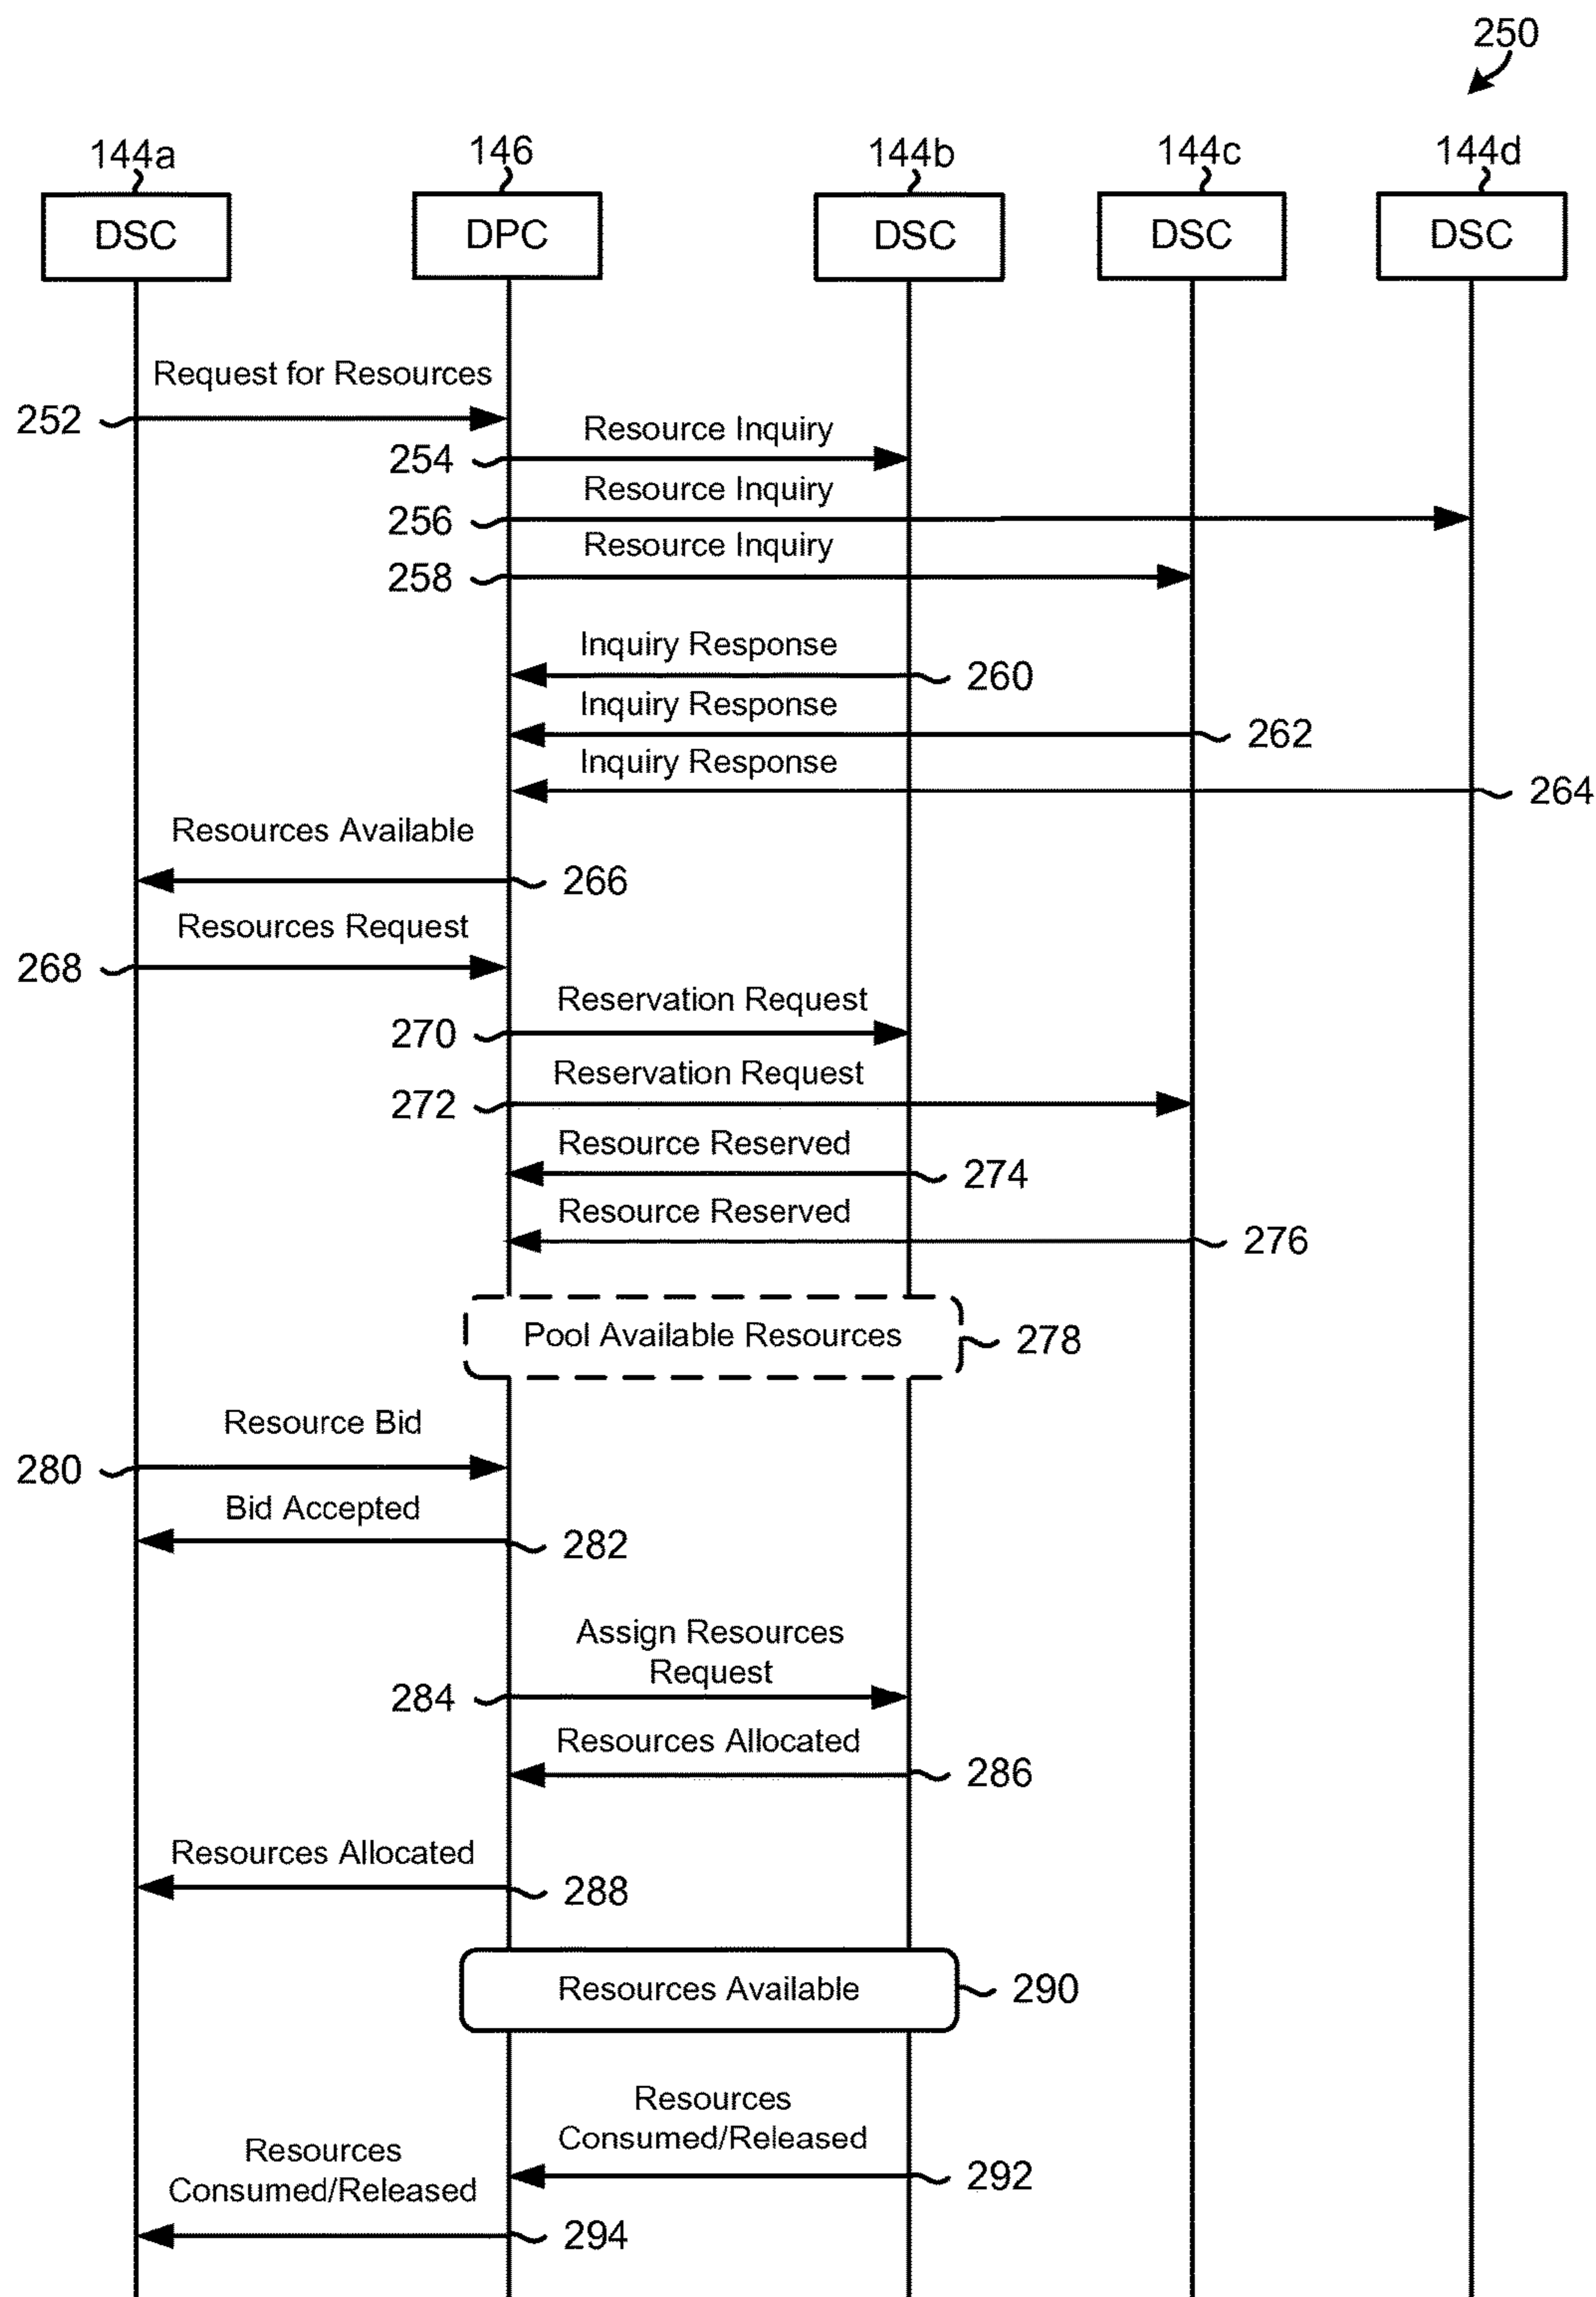 250
144a
146
144b
144c
144d
DSC
DPC
DSC
DSC
DSC
Request for Resources
252
Resource Inquiry
254
Resource Inquiry
256
Resource Inquiry
258
Inquiry Response
260
Inquiry Response
262
Inquiry Response
264
Resources Available
266
Resources Request
268
Reservation Request
270
Reservation Request
272
Resource Reserved
274
Resource Reserved
276
Pool Available Resources
278
Resource Bid
280
Bid Accepted
282
Assign Resources
Request
284
Resources Allocated
286
Resources Allocated
288
Resources Available
290
Resources
Consumed/Released
292
Resources
Consumed/Released
294